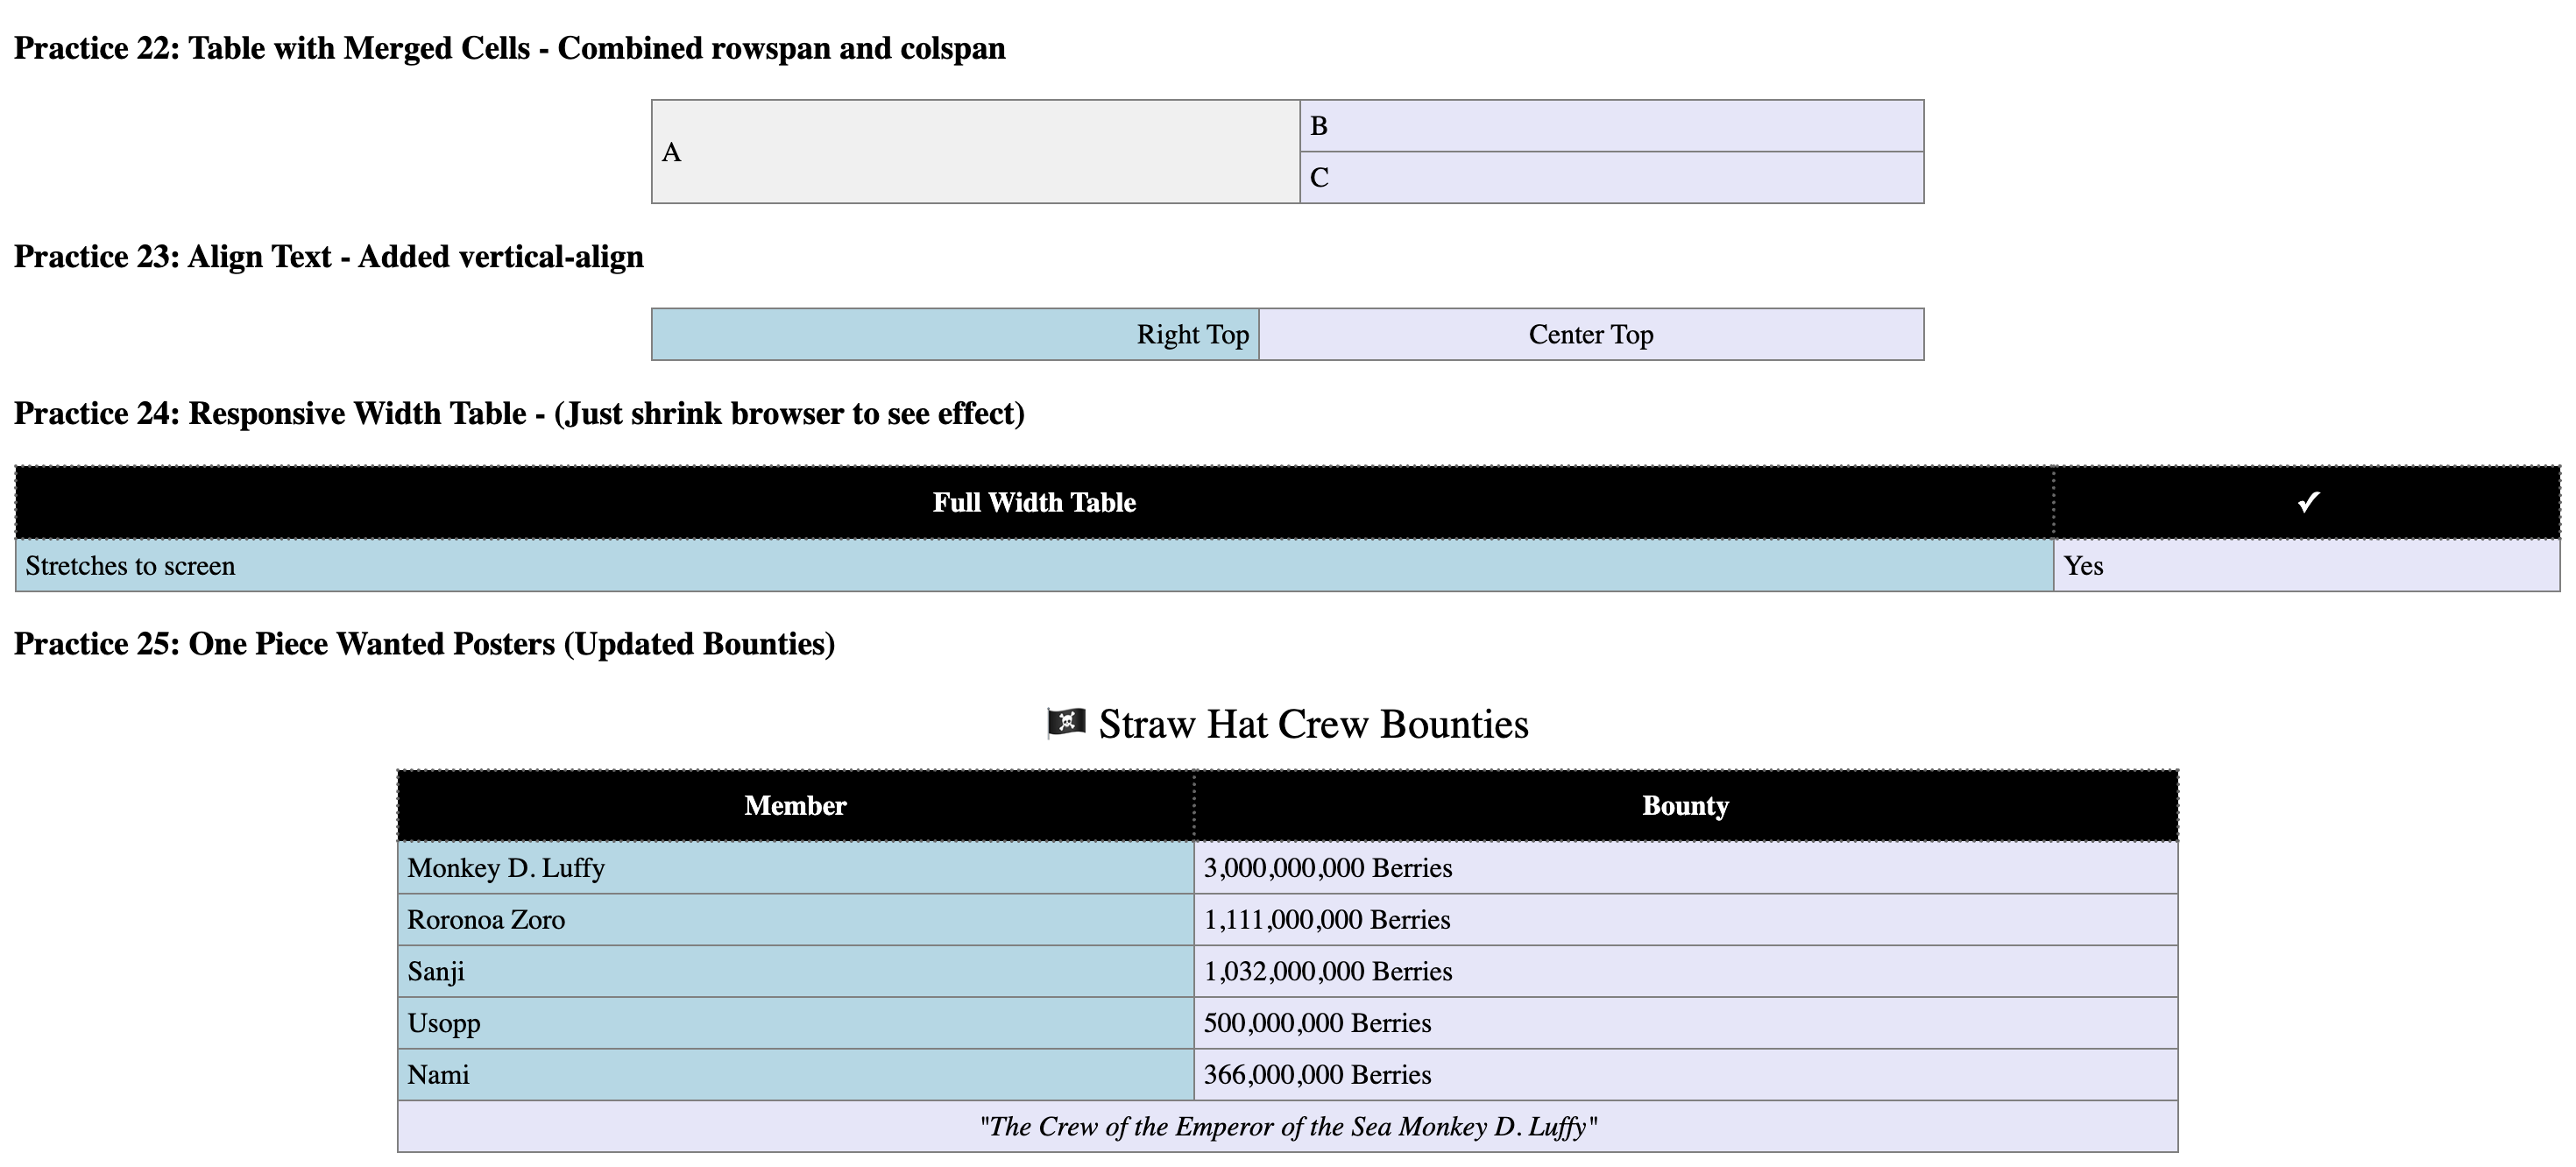 Practice 22: Table with Merged Cells - Combined rowspan and colspan
A
B
C
Practice 23: Align Text - Added vertical-align
Right Top
Center Top
Practice 24: Responsive Width Table - (Just shrink browser to see effect)
Full Width Table ✓
Stretches to screen Yes
Practice 25: One Piece Wanted Posters (Updated Bounties)
🏴‍☠️ Straw Hat Crew Bounties
Member Bounty
Monkey D. Luffy 3,000,000,000 Berries
Roronoa Zoro 1,111,000,000 Berries
Sanji 1,032,000,000 Berries
Usopp 500,000,000 Berries
Nami 366,000,000 Berries
"The Crew of the Emperor of the Sea Monkey D. Luffy"